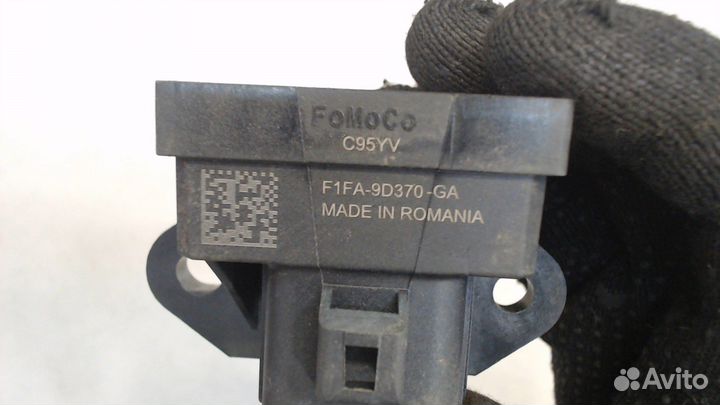 FoMoCo
C95YV
F1FA-9D370-GA
MADE IN ROMANIA
Avito